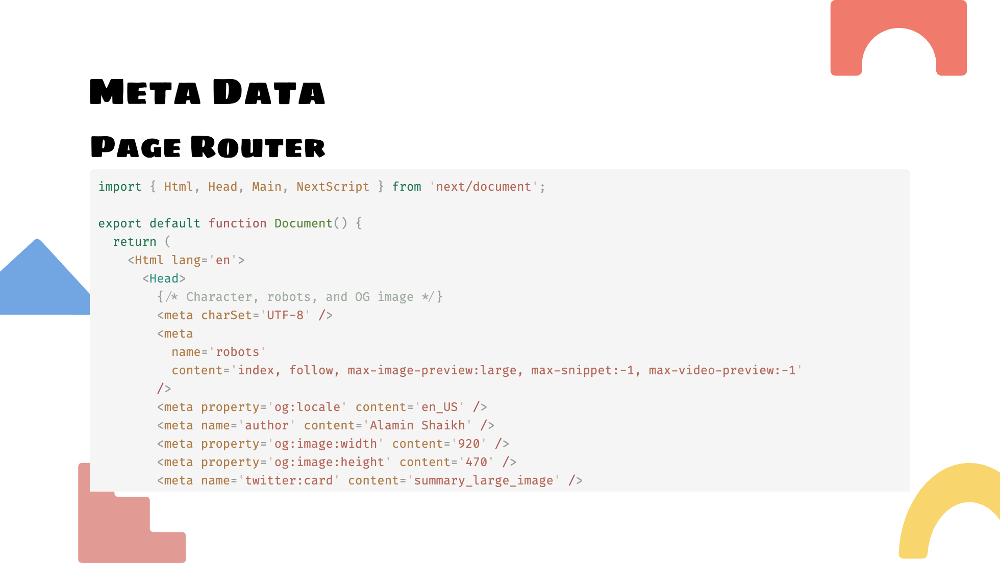 Meta Data
Page Router
import { Html, Head, Main, NextScript } from 'next/document';
export default function Document() {
  return (
    <Html lang='en'>
      <Head>
        {/* Character, robots, and OG image */}
        <meta charSet='UTF-8' />
        <meta
          name='robots'
          content='index, follow, max-image-preview:large, max-snippet:-1, max-video-preview:-1'
        />
        <meta property='og:locale' content='en_US' />
        <meta name='author' content='Alamin Shaikh' />
        <meta property='og:image:width' content='920' />
        <meta property='og:image:height' content='470' />
        <meta name='twitter:card' content='summary_large_image' />